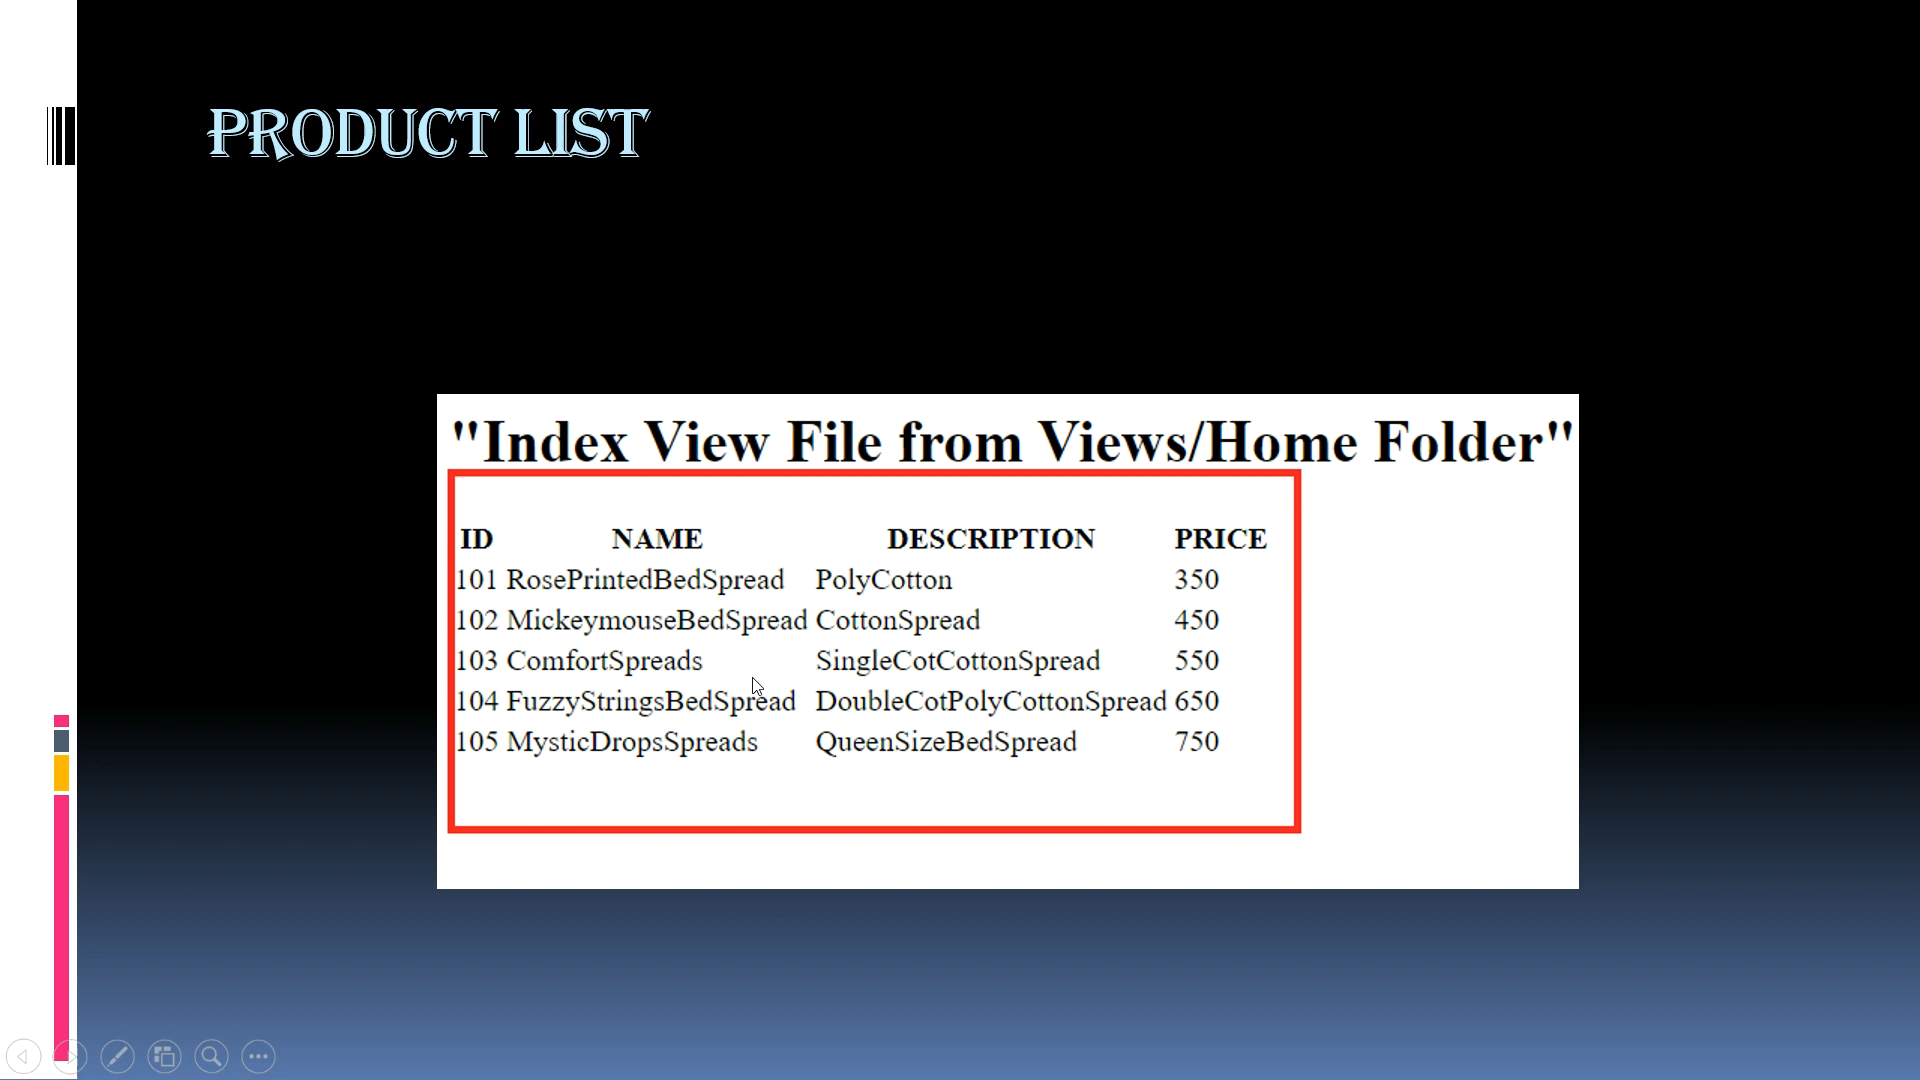 PRODUCT LIST
"Index View File from Views/Home Folder"
ID NAME DESCRIPTION PRICE
101 RosePrintedBedSpread PolyCotton 350
102 MickeymouseBedSpread CottonSpread 450
103 ComfortSpreads SingleCotCottonSpread 550
104 FuzzyStringsBedSpread DoubleCotPolyCottonSpread 650
105 MysticDropsSpreads QueenSizeBedSpread 750